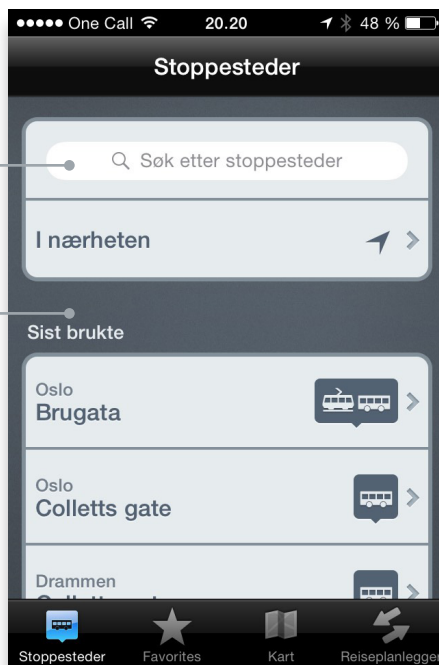 One Call 20.20 48 %
Stoppesteder
Søk etter stoppesteder
I nærheten
Sist brukte
Oslo
Brugata
Oslo
Colletts gate
Drammen
Stoppesteder Favorites Kart Reiseplanlegger